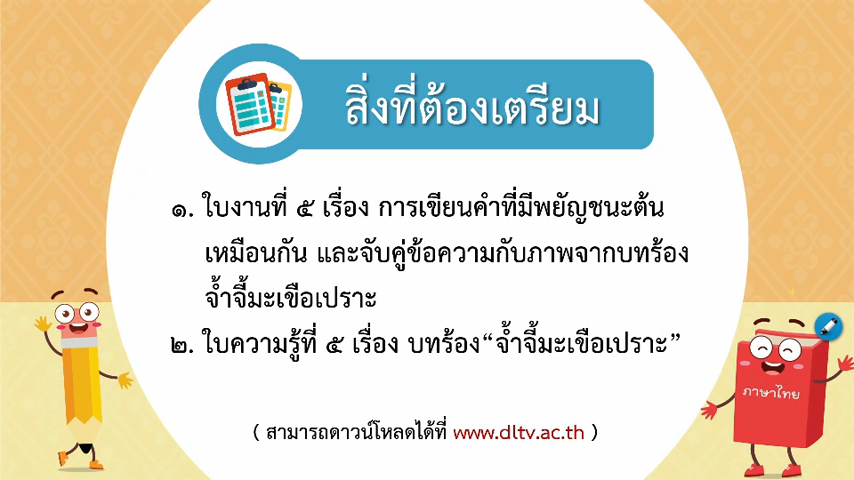 สิ่งที่ต้องเตรียม
๑. ใบงานที่ ๕ เรื่อง การเขียนคำที่มีพยัญชนะต้น
เหมือนกัน และจับคู่ข้อความกับภาพจากบทร้อง
จ้ำจี้มะเขือเปราะ
๒. ใบความรู้ที่ ๕ เรื่อง บทร้อง“จ้ำจี้มะเขือเปราะ”
( สามารถดาวน์โหลดได้ที่ www.dltv.ac.th )
ภาษาไทย